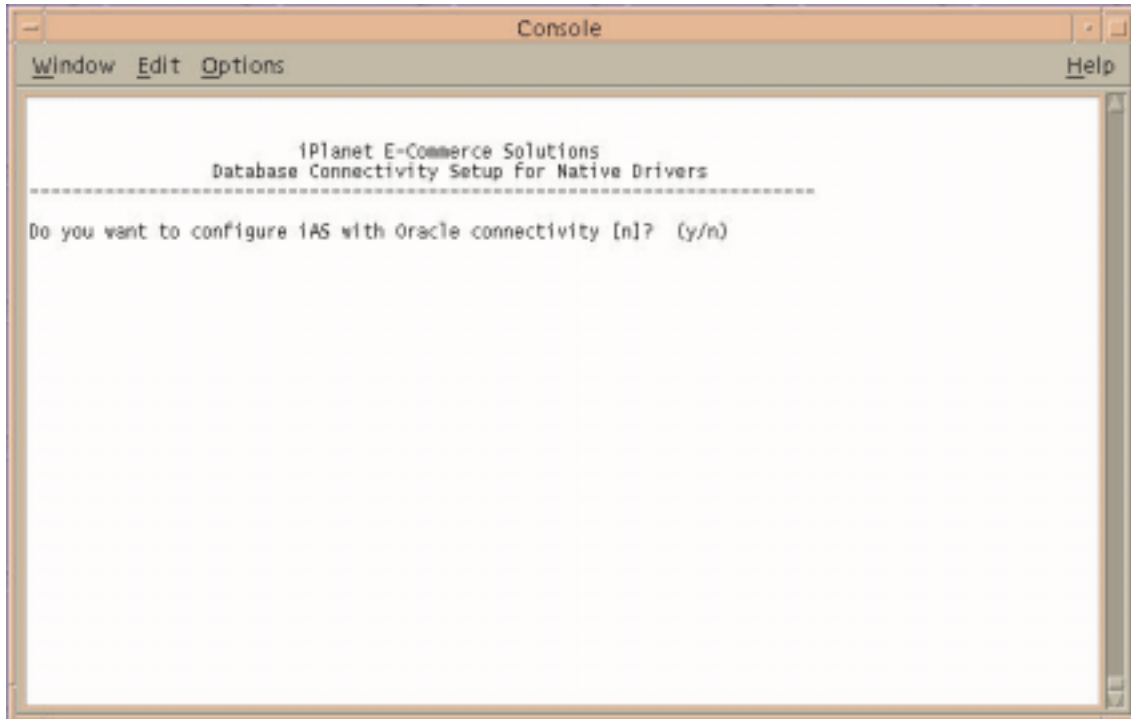 Console
Window Edit Options Help
iPlanet E-Commerce Solutions
Database Connectivity Setup for Native Drivers
--------------------------------------------------------------------------
Do you want to configure iAS with Oracle connectivity [n]? (y/n)